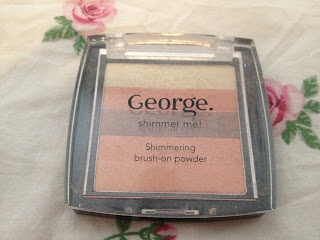 George.
shimmer me!
Shimmering
brush-on powder